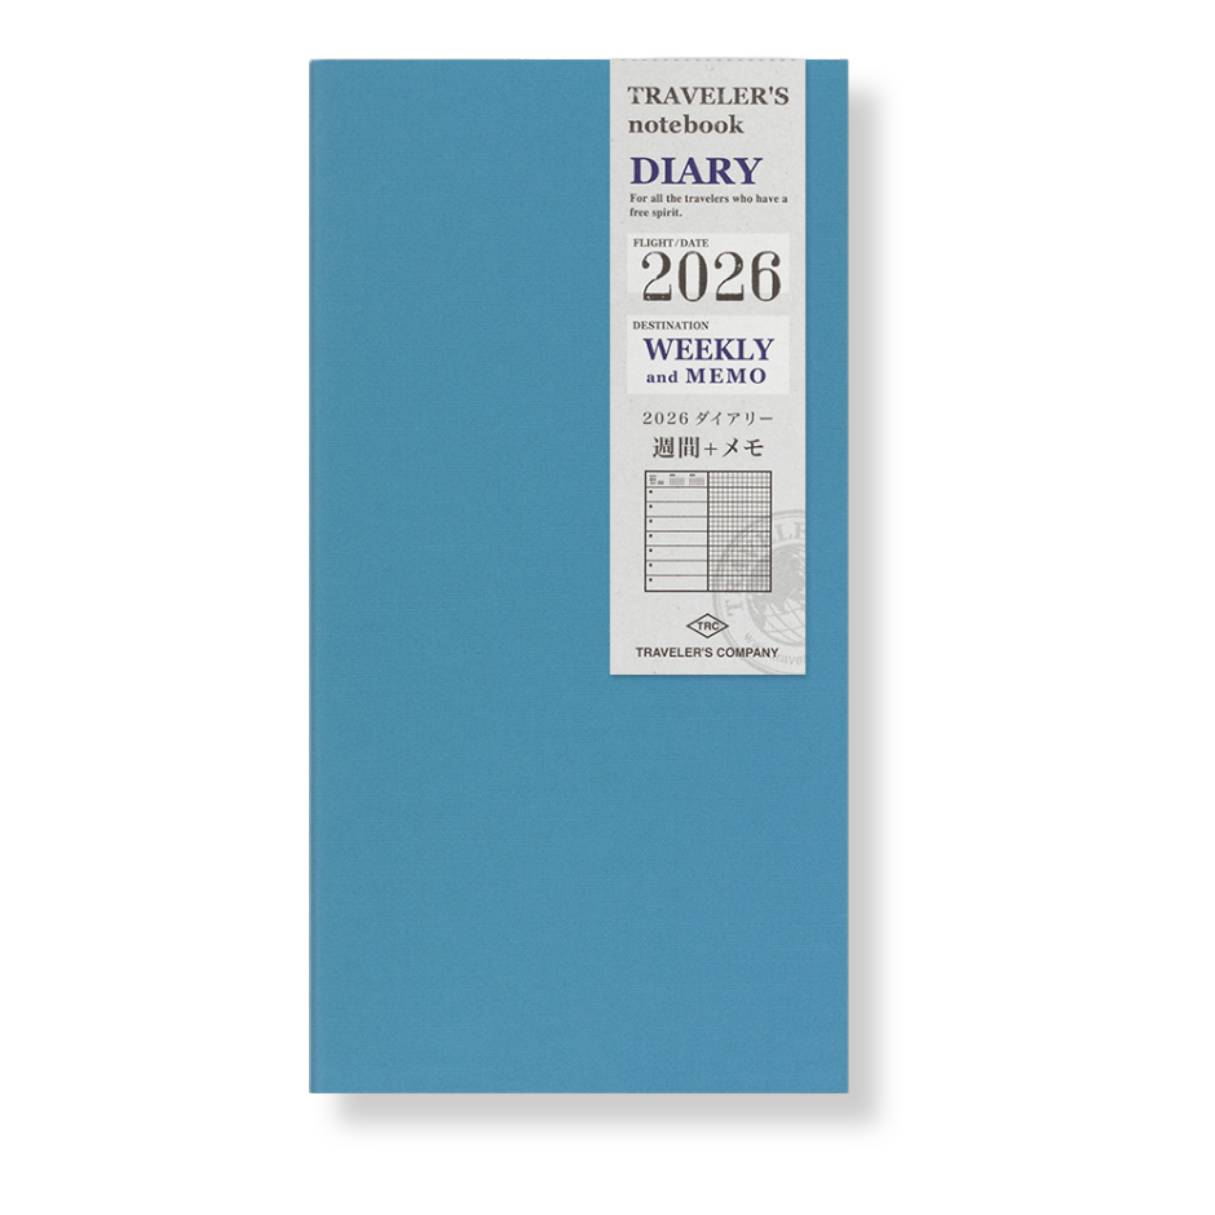 TRAVELER'S
notebook
DIARY
For all the travelers who have a
free spirit.
FLIGHT/DATE
2026
DESTINATION
WEEKLY
and MEMO
2026 ダイアリー
週間+メモ
TRC
TRAVELER'S COMPANY